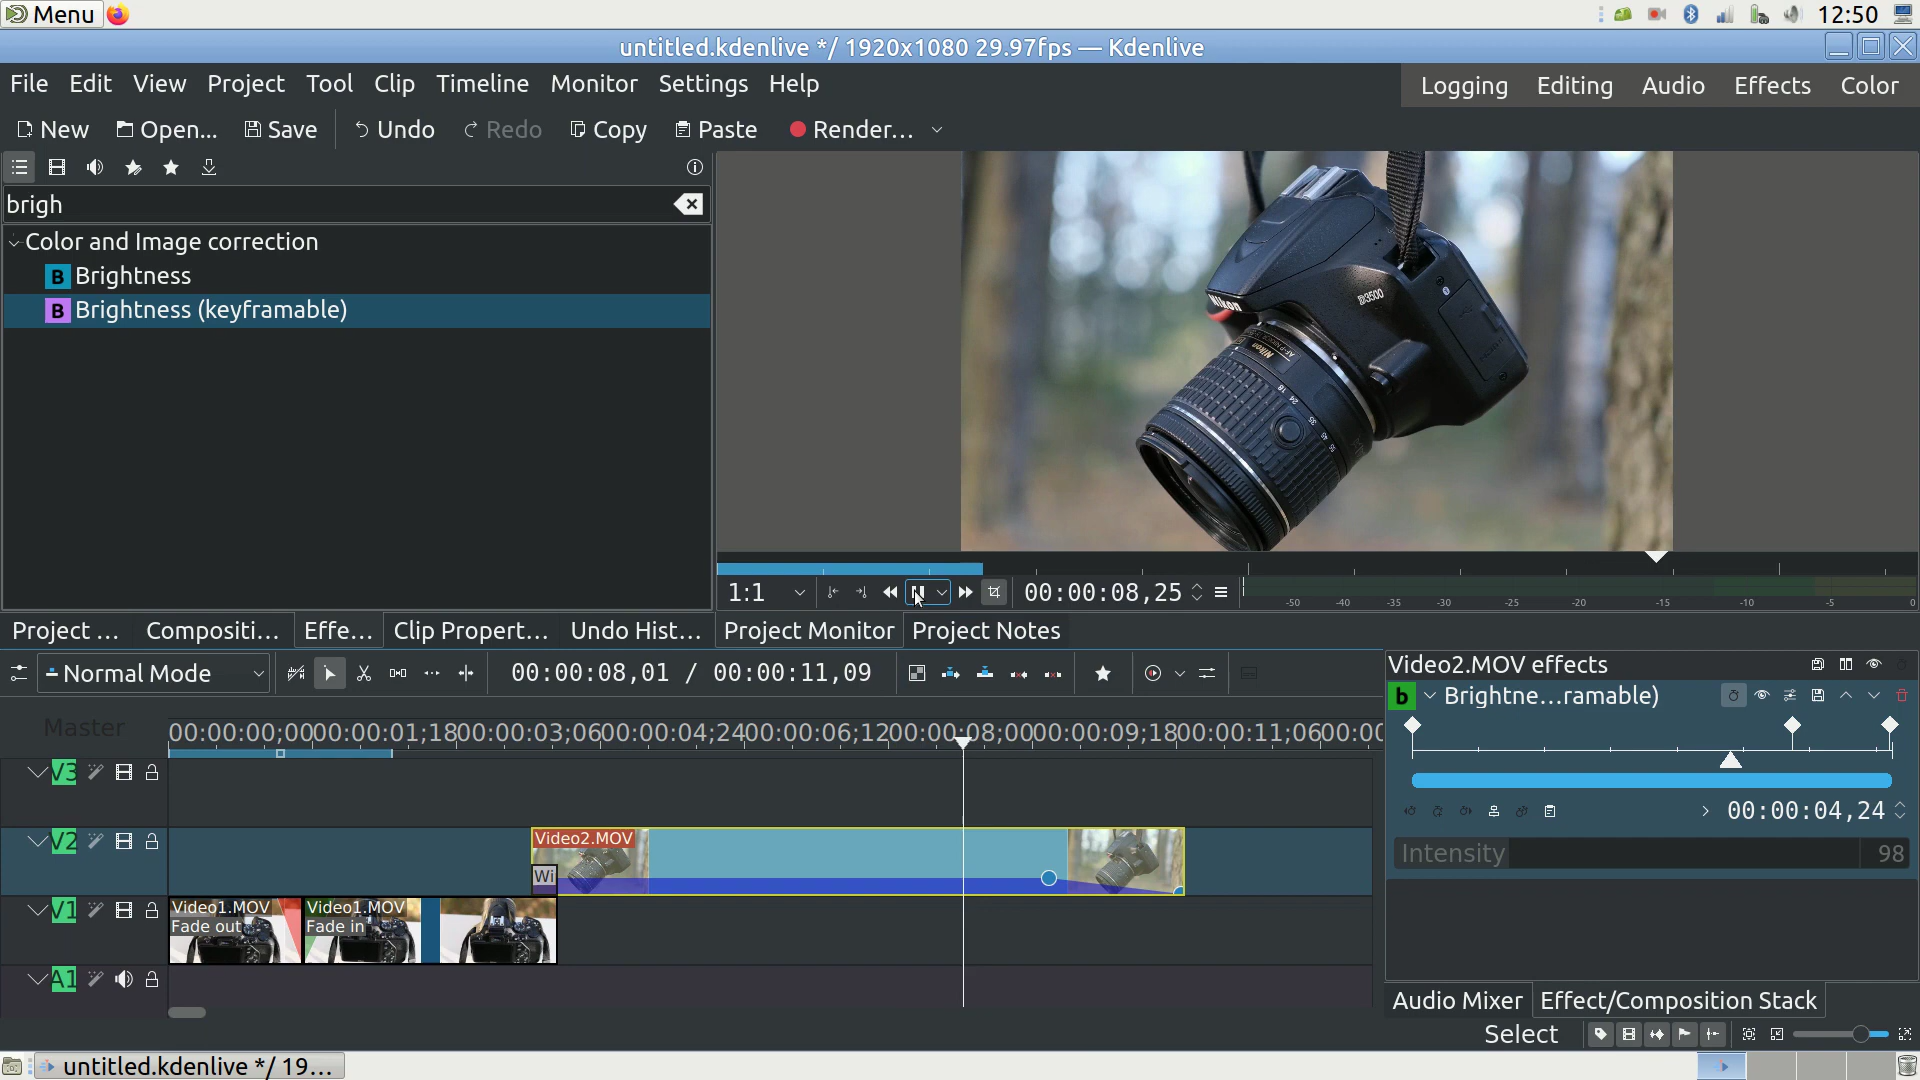 Menu
12:50
untitled.kdenlive */ 1920x1080 29.97fps — Kdenlive
File Edit View Project Tool Clip Timeline Monitor Settings Help
Logging Editing Audio Effects Color
New Open... Save Undo Redo Copy Paste Render...
brigh
Color and Image correction
B Brightness
B Brightness (keyframable)
Nikon
D3500
Nikon
1:1
00:00:08,25
-50 -40 -35 -30 -25 -20 -15 -10 -5 0
Project ... Compositi... Effe... Clip Propert... Undo Hist... Project Monitor Project Notes
Normal Mode
00:00:08,01 / 00:00:11,09
Video2.MOV effects
b Brightne...ramable)
Master
00:00:00;00 00:00:01;18 00:00:03;06 00:00:04;24 00:00:06;12 00:00:08;00 00:00:09;18 00:00:11;06 00:00
V3
00:00:04,24
V2
Video2.MOV
Wi
Intensity 98
V1
Video1.MOV
Fade out
Video1.MOV
Fade in
A1
Audio Mixer Effect/Composition Stack
Select
untitled.kdenlive */ 19...